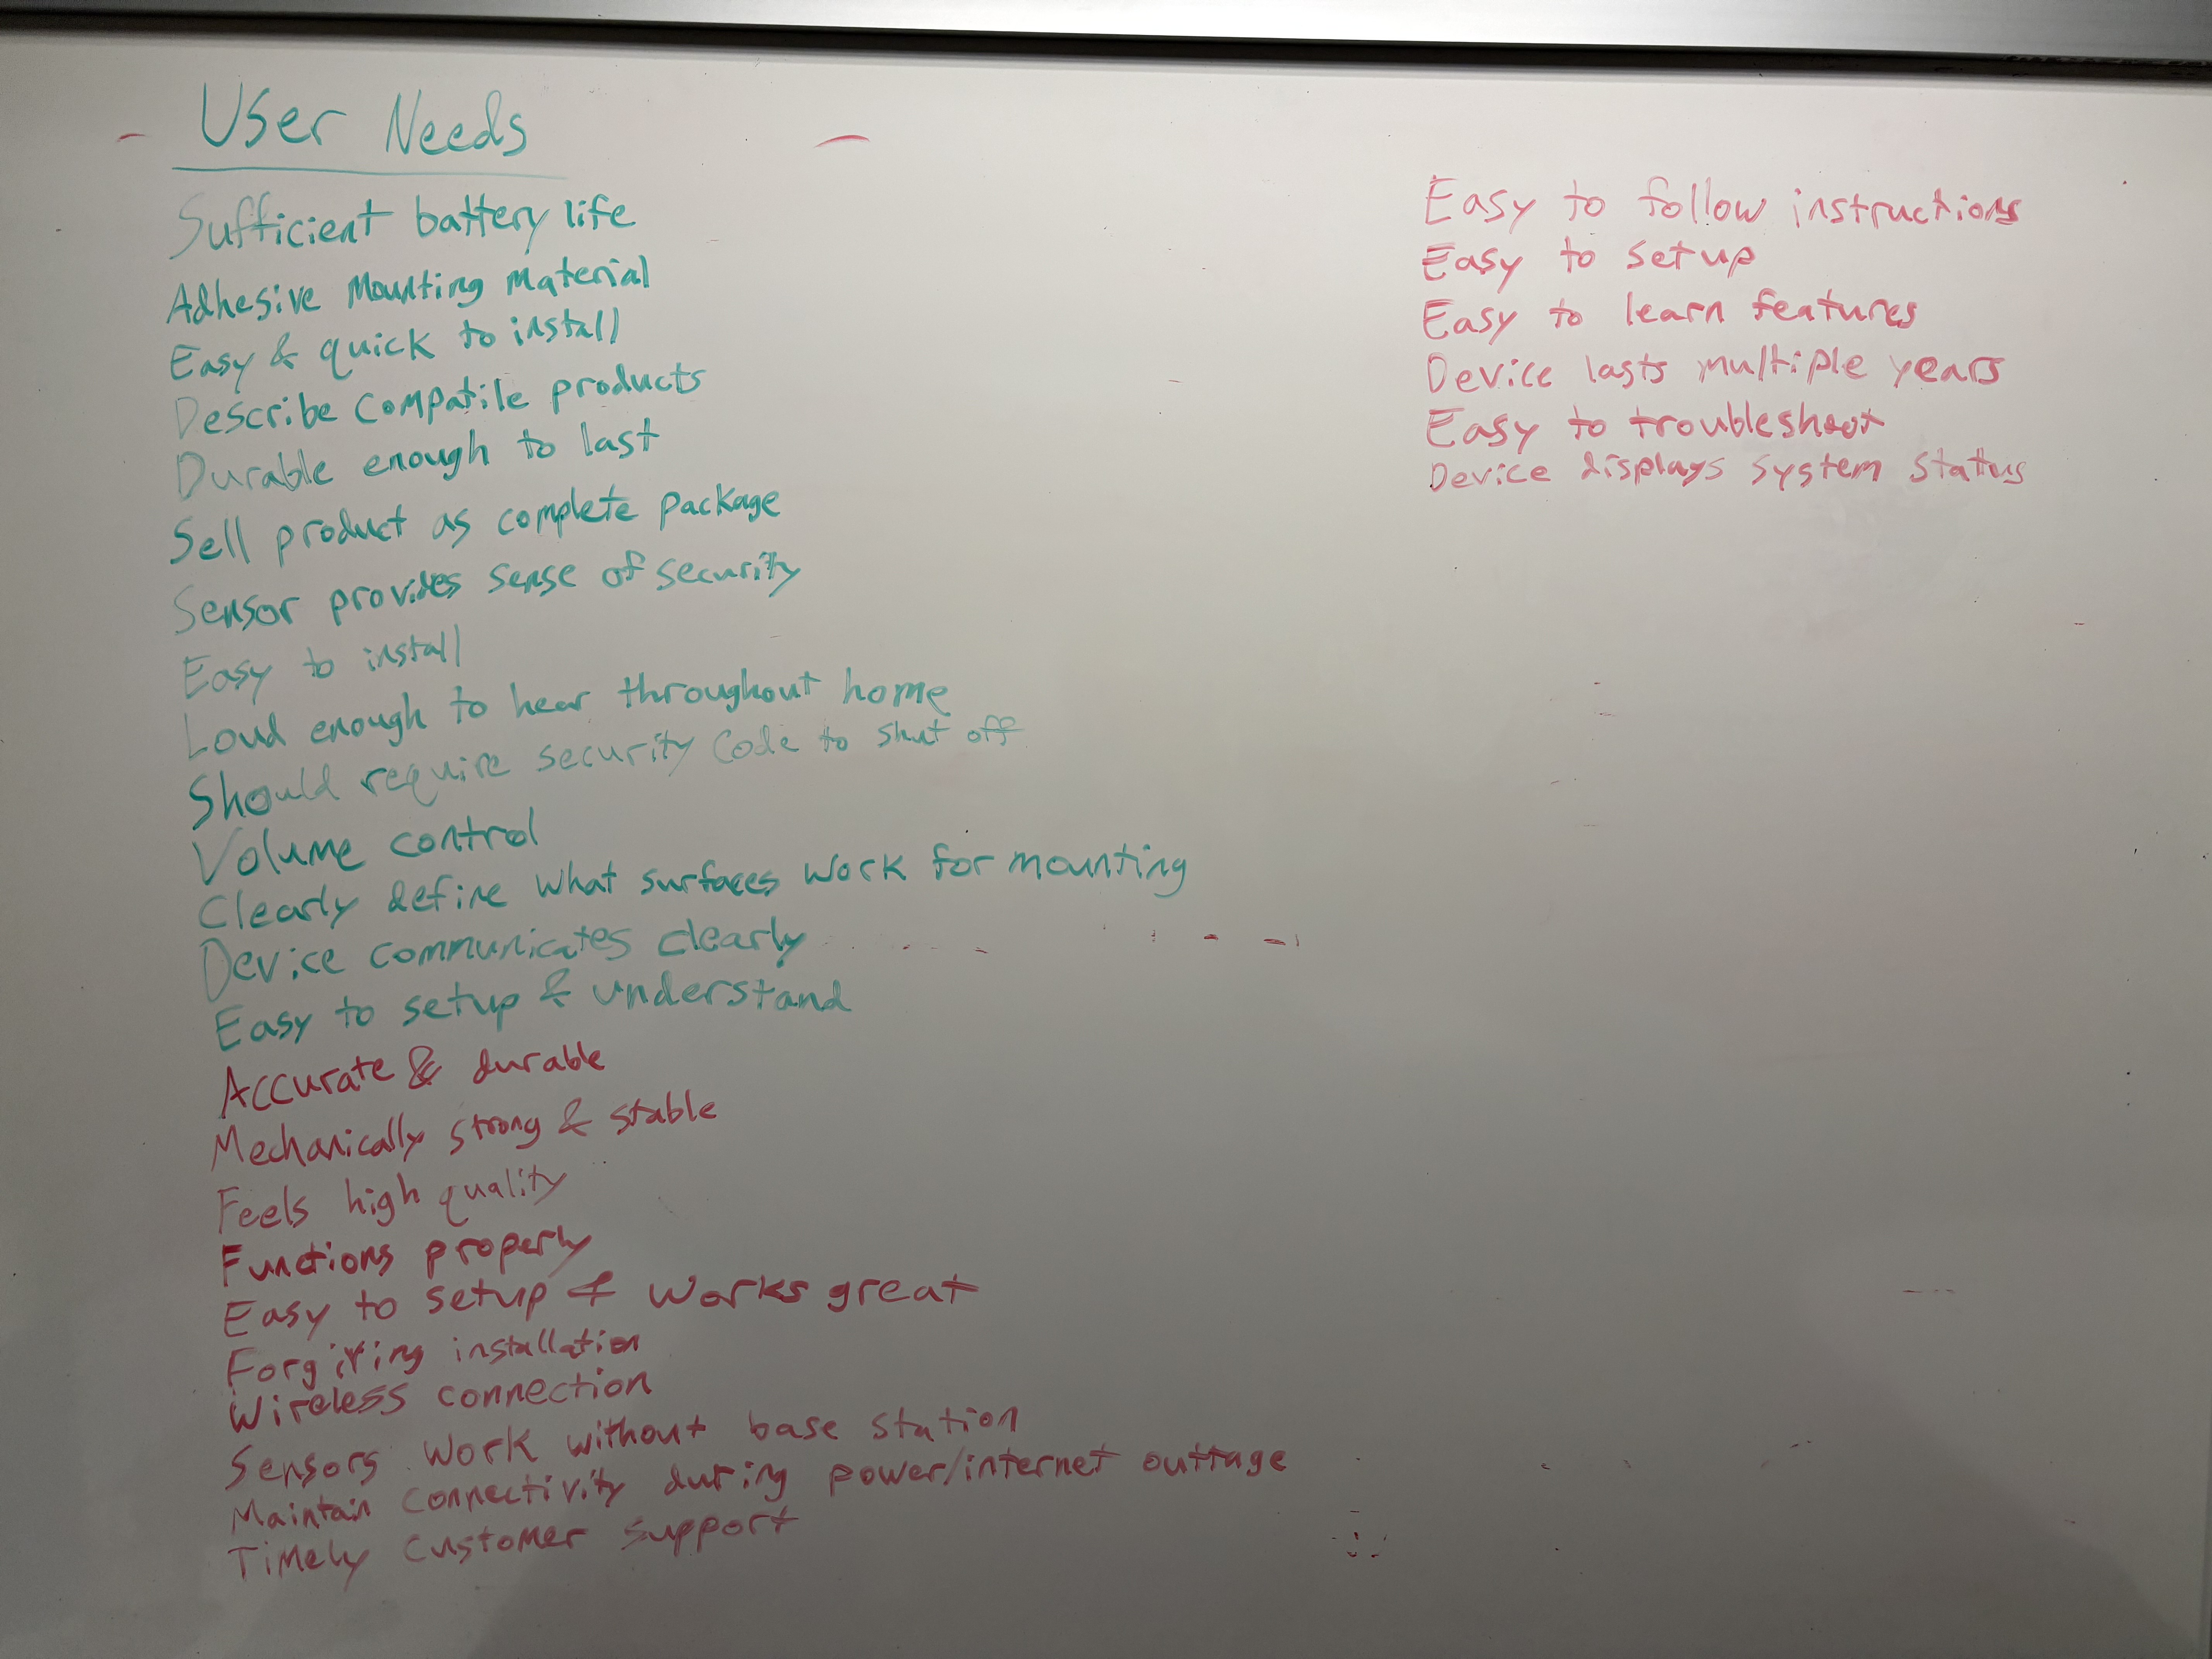 User Needs
Sufficient battery life
Adhesive Mounting Material
Easy & quick to install
Describe compatile products
Durable enough to last
Sell product as complete package
Sensor provides sense of security
Easy to install
Loud enough to hear throughout home
Should require security code to shut off
Volume control
Clearly define what surfaces work for mounting
Device communicates clearly
Easy to setup & understand
Accurate & durable
Mechanically strong & stable
Feels high quality
Functions properly
Easy to setup & works great
Forgiving installation
Wireless connection
Sensors work without base station
Maintain connectivity during power/internet outtage
Timely customer support
Easy to follow instructions
Easy to setup
Easy to learn features
Device lasts multiple years
Easy to troubleshoot
Device displays system status